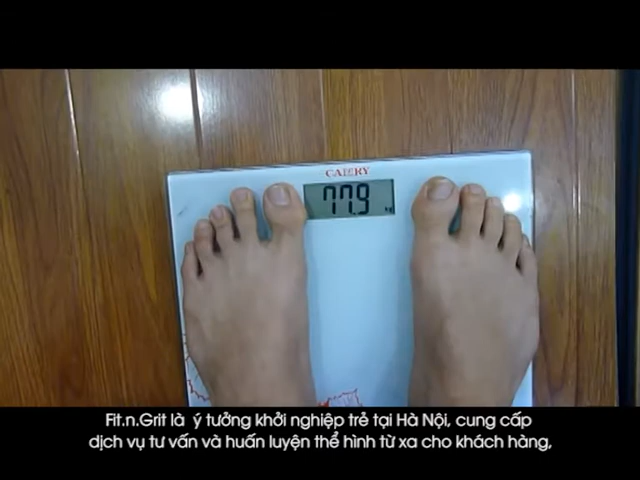 CAMRY
77.9
Fit.n.Grit là ý tưởng khởi nghiệp trẻ tại Hà Nội, cung cấp
dịch vụ tư vấn và huấn luyện thể hình từ xa cho khách hàng,